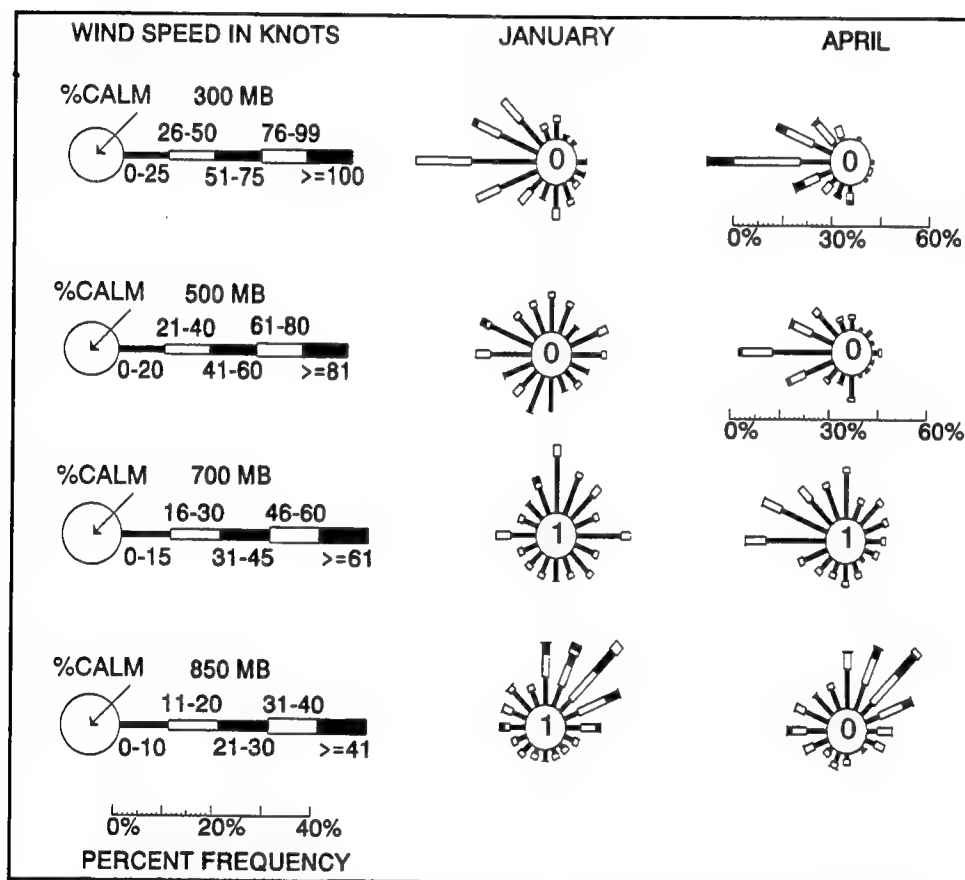 WIND SPEED IN KNOTS JANUARY APRIL
%CALM 300 MB
26-50 76-99
0-25 51-75 >=100
0 0
0% 30% 60%
%CALM 500 MB
21-40 61-80
0-20 41-60 >=81
0 0
0% 30% 60%
%CALM 700 MB
16-30 46-60
0-15 31-45 >=61
1 1
%CALM 850 MB
11-20 31-40
0-10 21-30 >=41
1 0
0% 20% 40%
PERCENT FREQUENCY